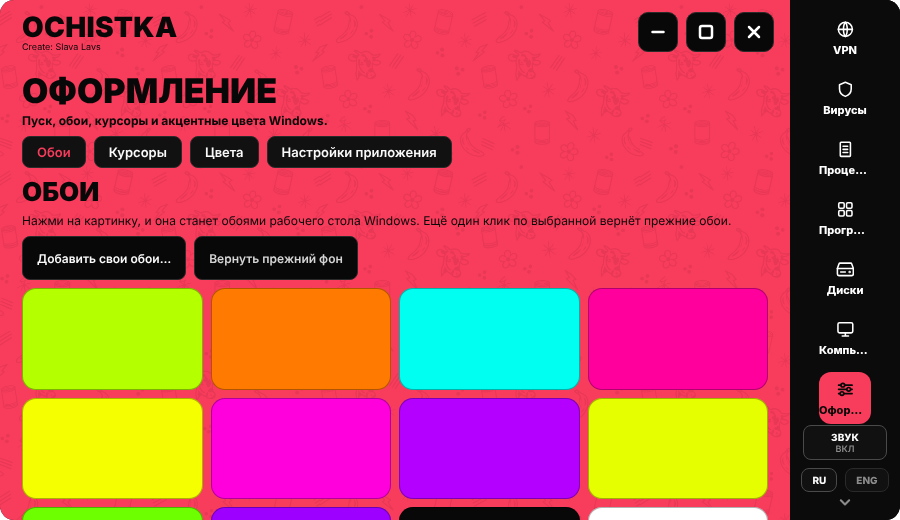 OCHISTKA
Create: Slava Lavs
ОФОРМЛЕНИЕ
Пуск, обои, курсоры и акцентные цвета Windows.
Обои
Курсоры
Цвета
Настройки приложения
ОБОИ
Нажми на картинку, и она станет обоями рабочего стола Windows. Ещё один клик по выбранной вернёт прежние обои.
Добавить свои обои...
Вернуть прежний фон
VPN
Вирусы
Проце...
Прогр...
Диски
Компь...
Офор...
ЗВУК
ВКЛ
RU
ENG